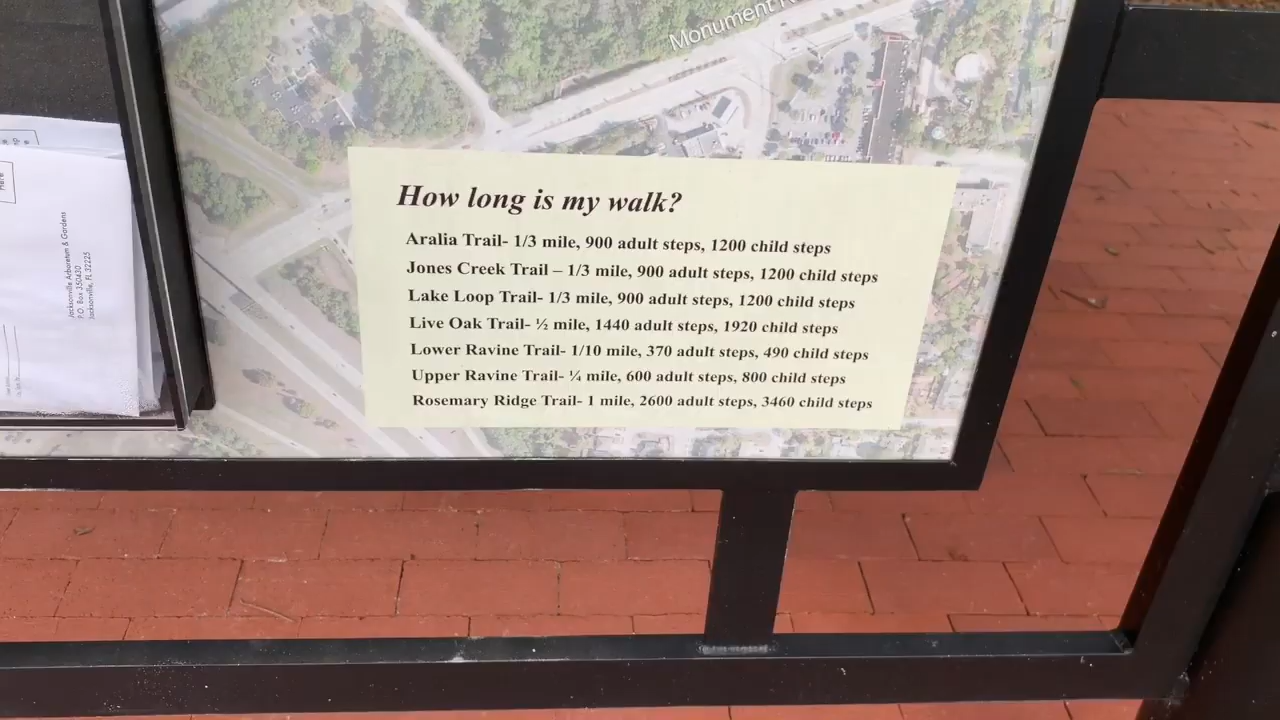 Monument
How long is my walk?
Aralia Trail- 1/3 mile, 900 adult steps, 1200 child steps
Jones Creek Trail – 1/3 mile, 900 adult steps, 1200 child steps
Lake Loop Trail- 1/3 mile, 900 adult steps, 1200 child steps
Live Oak Trail- ½ mile, 1440 adult steps, 1920 child steps
Lower Ravine Trail- 1/10 mile, 370 adult steps, 490 child steps
Upper Ravine Trail- ¼ mile, 600 adult steps, 800 child steps
Rosemary Ridge Trail- 1 mile, 2600 adult steps, 3460 child steps
Here
Jacksonville Arboretum & Gardens
P.O. Box 350430
Jacksonville, FL 32225